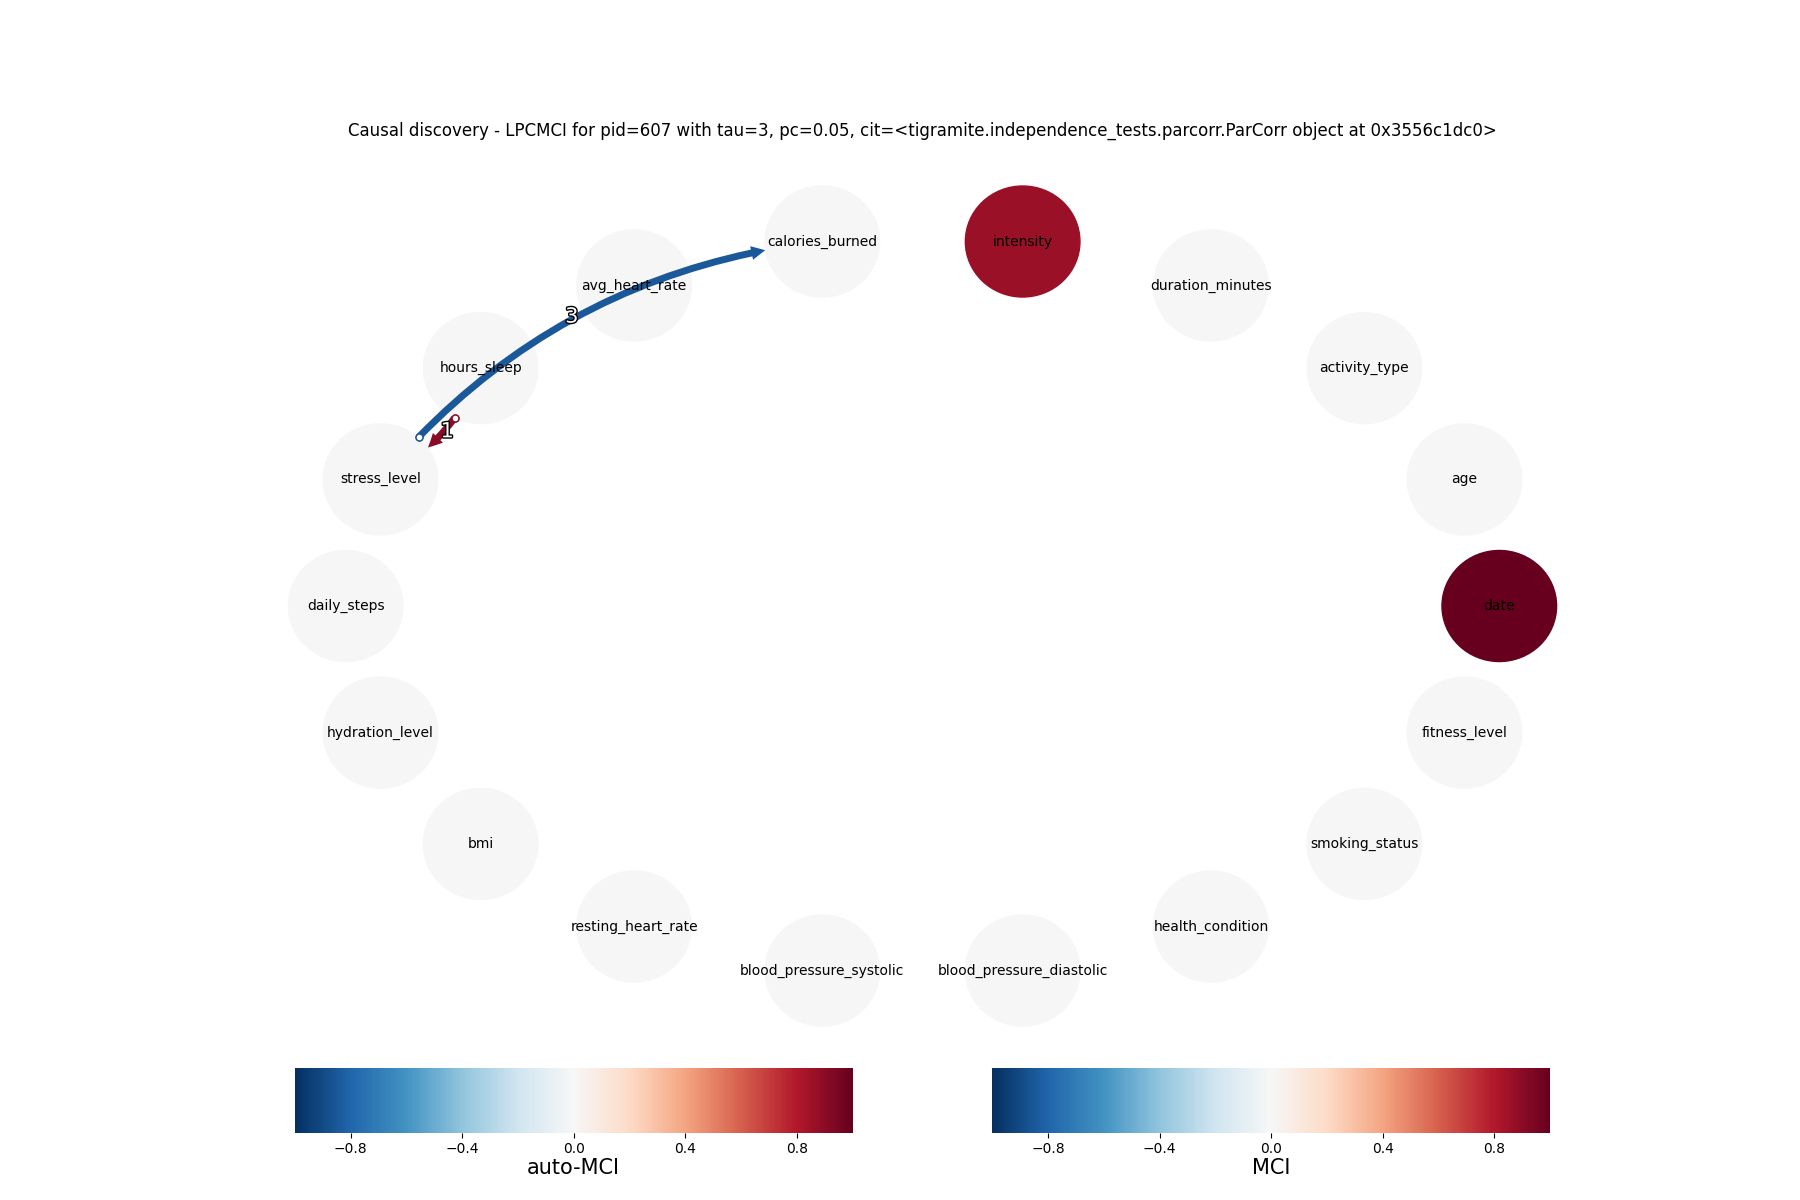 Causal discovery - LPCMCI for pid=607 with tau=3, pc=0.05, cit=<tigramite.independence_tests.parcorr.ParCorr object at 0x3556c1dc0>
calories_burned
intensity
avg_heart_rate
duration_minutes
3
hours_sleep
activity_type
1
stress_level
age
daily_steps
date
hydration_level
fitness_level
bmi
smoking_status
resting_heart_rate
health_condition
blood_pressure_systolic
blood_pressure_diastolic
−0.8 −0.4 0.0 0.4 0.8
auto-MCI
−0.8 −0.4 0.0 0.4 0.8
MCI